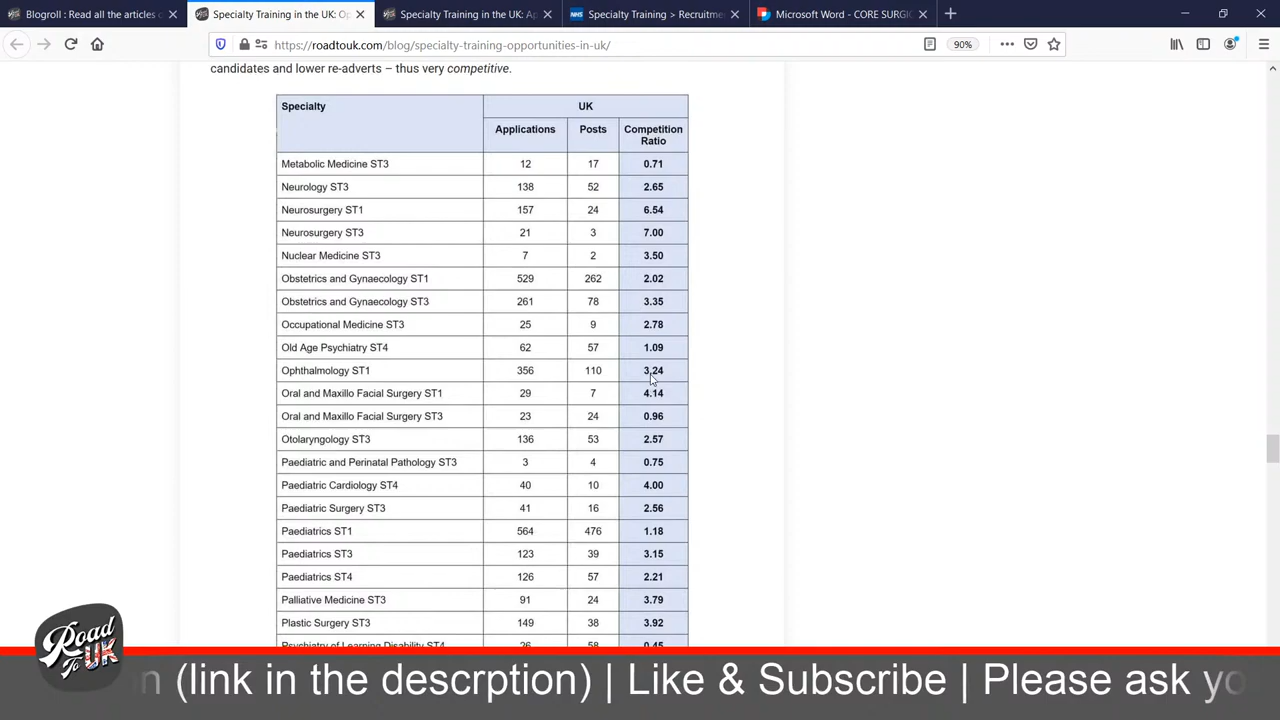 Blogroll : Read all the articles o
Specialty Training in the UK: Op
Specialty Training in the UK: Ap
NHS
Specialty Training > Recruitme
Microsoft Word - CORE SURGIC
https://roadtouk.com/blog/specialty-training-opportunities-in-uk/
90%
candidates and lower re-adverts – thus very competitive.
Specialty UK
Applications Posts Competition
Ratio
Metabolic Medicine ST3 12 17 0.71
Neurology ST3 138 52 2.65
Neurosurgery ST1 157 24 6.54
Neurosurgery ST3 21 3 7.00
Nuclear Medicine ST3 7 2 3.50
Obstetrics and Gynaecology ST1 529 262 2.02
Obstetrics and Gynaecology ST3 261 78 3.35
Occupational Medicine ST3 25 9 2.78
Old Age Psychiatry ST4 62 57 1.09
Ophthalmology ST1 356 110 3.24
Oral and Maxillo Facial Surgery ST1 29 7 4.14
Oral and Maxillo Facial Surgery ST3 23 24 0.96
Otolaryngology ST3 136 53 2.57
Paediatric and Perinatal Pathology ST3 3 4 0.75
Paediatric Cardiology ST4 40 10 4.00
Paediatric Surgery ST3 41 16 2.56
Paediatrics ST1 564 476 1.18
Paediatrics ST3 123 39 3.15
Paediatrics ST4 126 57 2.21
Palliative Medicine ST3 91 24 3.79
Plastic Surgery ST3 149 38 3.92
Psychiatry of Learning Disability ST4 26 58 0.45
Road
To UK
n (link in the descrption) | Like & Subscribe | Please ask yo